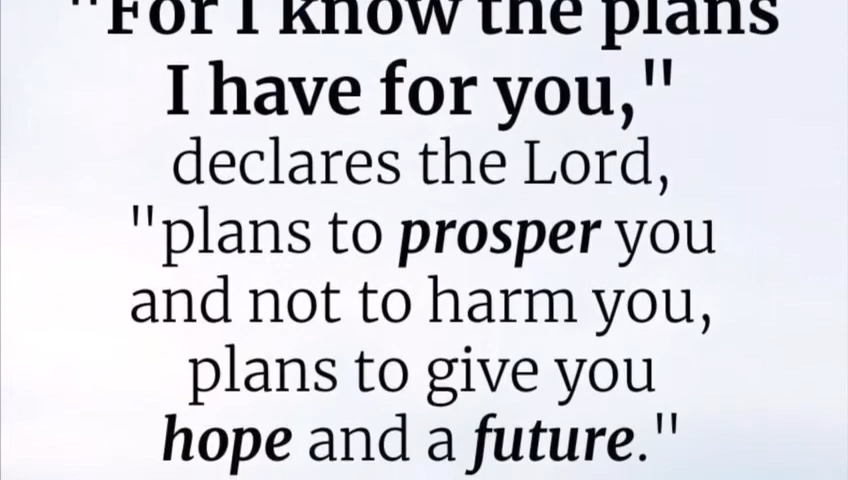 "For I know the plans
I have for you,"
declares the Lord,
"plans to prosper you
and not to harm you,
plans to give you
hope and a future."